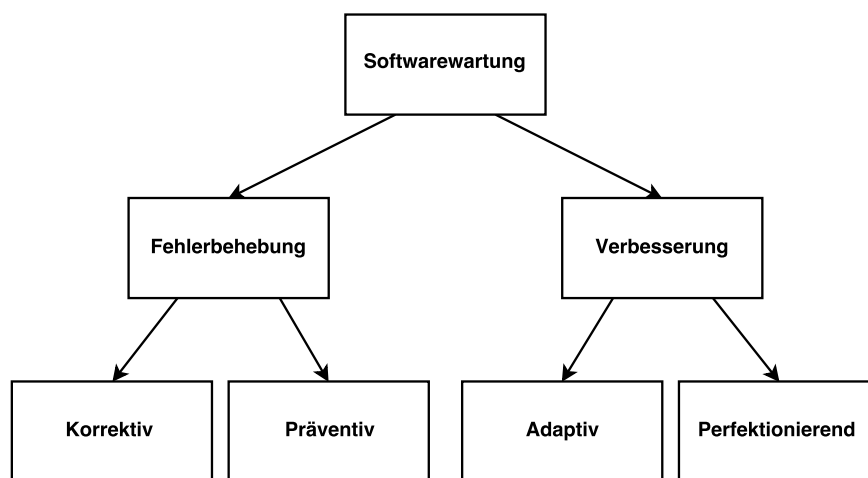 Softwarewartung
Fehlerbehebung
Verbesserung
Korrektiv
Präventiv
Adaptiv
Perfektionierend